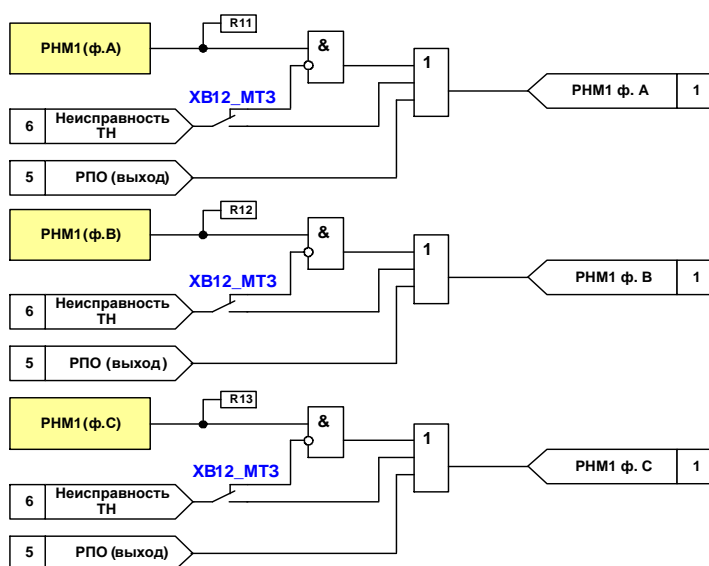 R11
РНМ1(ф.А)
&
1
XB12_МТЗ
РНМ1 ф. А 1
6 Неисправность
ТН
5 РПО (выход)
R12
РНМ1(ф.В)
&
1
XB12_МТЗ
РНМ1 ф. В 1
6 Неисправность
ТН
5 РПО (выход)
R13
РНМ1(ф.С)
&
1
XB12_МТЗ
РНМ1 ф. С 1
6 Неисправность
ТН
5 РПО (выход)